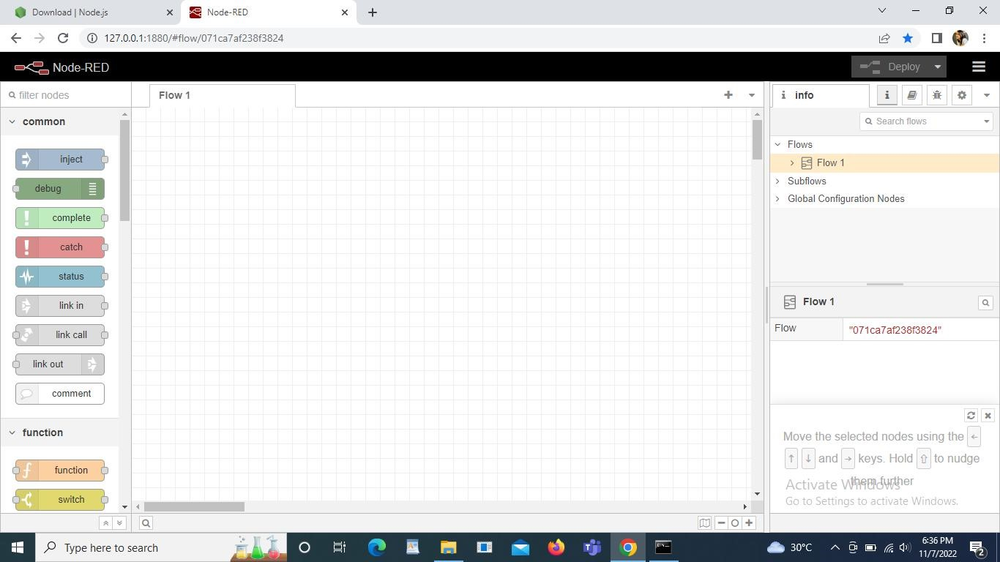 Download | Node.js
Node-RED
127.0.0.1:1880/#flow/071ca7af238f3824
Node-RED
Deploy
filter nodes
Flow 1
info
Search flows
common
inject
debug
complete
catch
status
link in
link call
link out
comment
function
function
switch
Flows
Flow 1
Subflows
Global Configuration Nodes
Flow 1
Flow
"071ca7af238f3824"
Move the selected nodes using the ←
↑ ↓ and → keys. Hold ⇧ to nudge
them further
Activate Windows
Go to Settings to activate Windows.
Type here to search
30°C
6:36 PM
11/7/2022
2